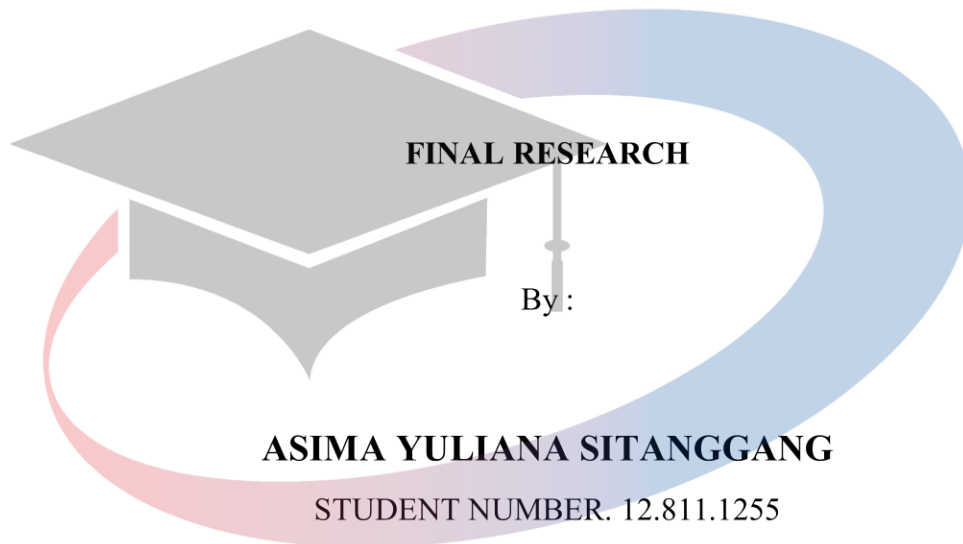 FINAL RESEARCH
By :
ASIMA YULIANA SITANGGANG
STUDENT NUMBER. 12.811.1255